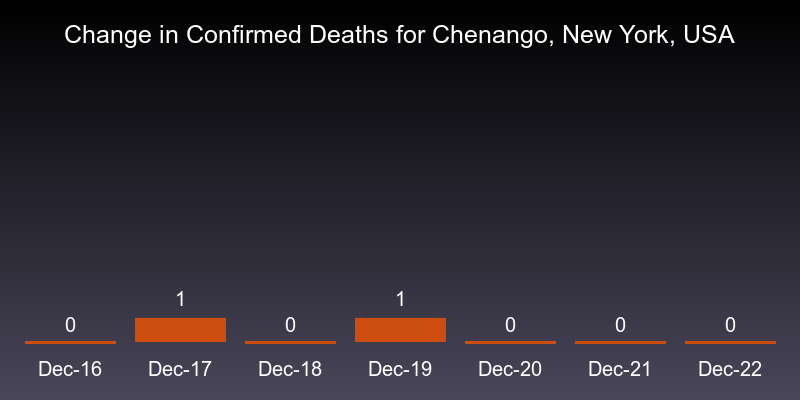 Change in Confirmed Deaths for Chenango, New York, USA
0 1 0 1 0 0 0
Dec-16 Dec-17 Dec-18 Dec-19 Dec-20 Dec-21 Dec-22